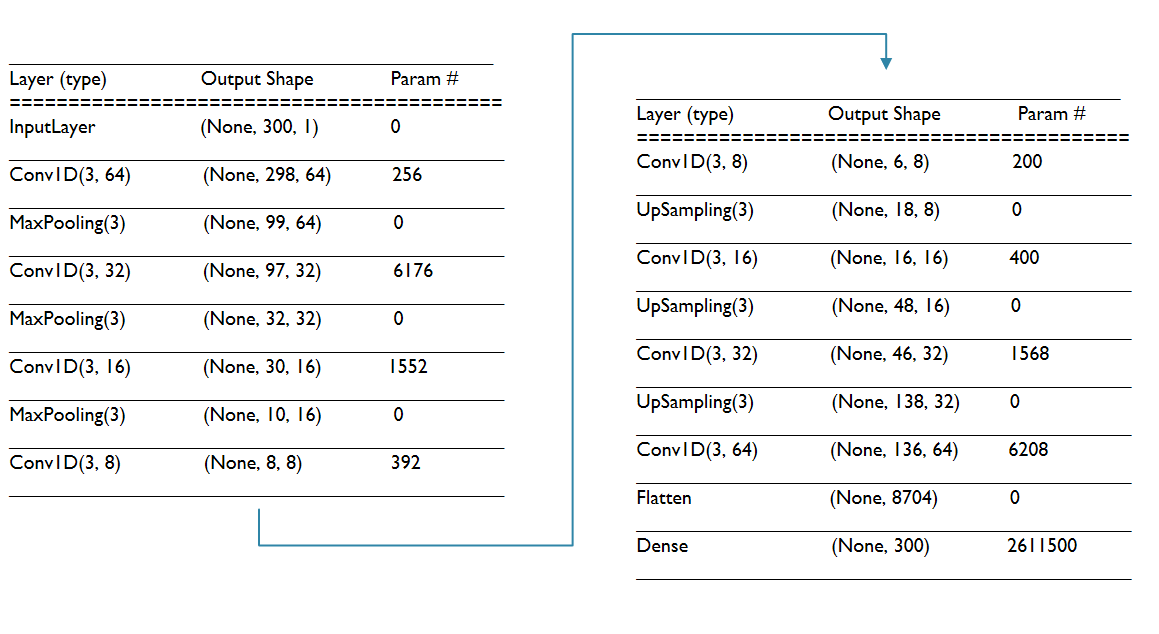 Layer (type) Output Shape Param #
==========================================
InputLayer (None, 300, 1) 0
Conv1D(3, 64) (None, 298, 64) 256
MaxPooling(3) (None, 99, 64) 0
Conv1D(3, 32) (None, 97, 32) 6176
MaxPooling(3) (None, 32, 32) 0
Conv1D(3, 16) (None, 30, 16) 1552
MaxPooling(3) (None, 10, 16) 0
Conv1D(3, 8) (None, 8, 8) 392
Layer (type) Output Shape Param #
==========================================
Conv1D(3, 8) (None, 6, 8) 200
UpSampling(3) (None, 18, 8) 0
Conv1D(3, 16) (None, 16, 16) 400
UpSampling(3) (None, 48, 16) 0
Conv1D(3, 32) (None, 46, 32) 1568
UpSampling(3) (None, 138, 32) 0
Conv1D(3, 64) (None, 136, 64) 6208
Flatten (None, 8704) 0
Dense (None, 300) 2611500